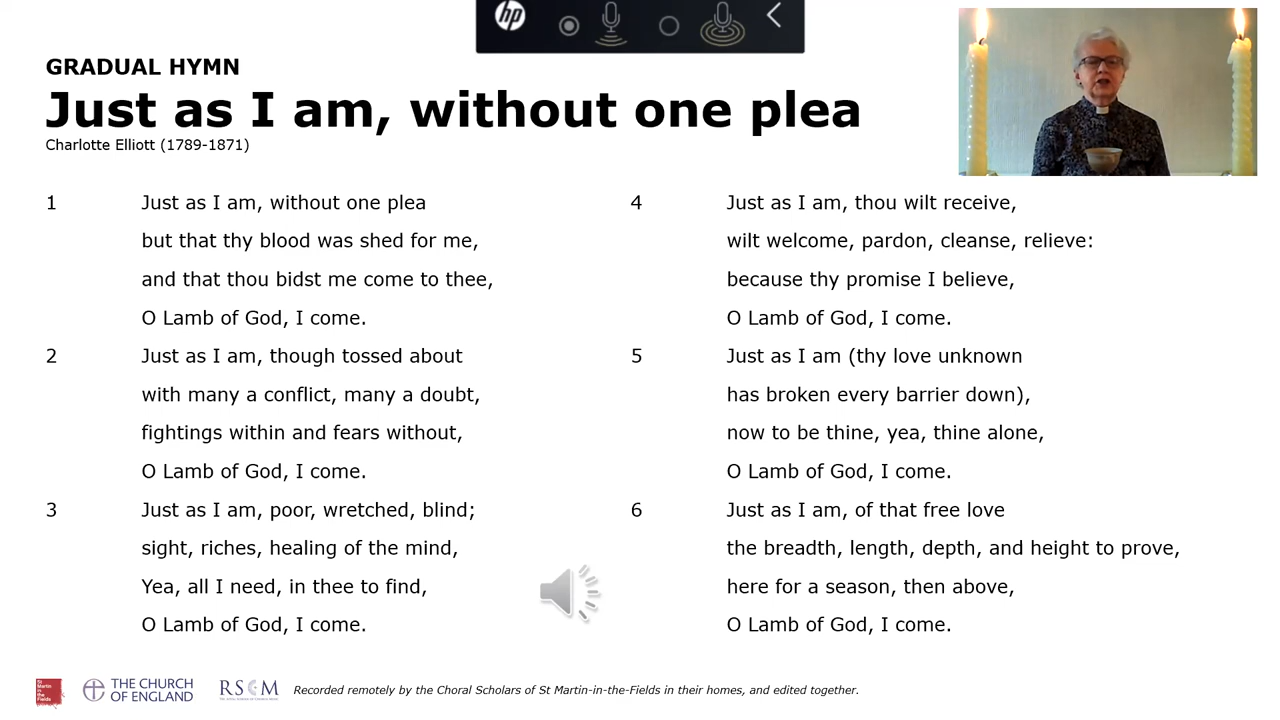 hp
GRADUAL HYMN
Just as I am, without one plea
Charlotte Elliott (1789-1871)
1 Just as I am, without one plea
but that thy blood was shed for me,
and that thou bidst me come to thee,
O Lamb of God, I come.
2 Just as I am, though tossed about
with many a conflict, many a doubt,
fightings within and fears without,
O Lamb of God, I come.
3 Just as I am, poor, wretched, blind;
sight, riches, healing of the mind,
Yea, all I need, in thee to find,
O Lamb of God, I come.
4 Just as I am, thou wilt receive,
wilt welcome, pardon, cleanse, relieve:
because thy promise I believe,
O Lamb of God, I come.
5 Just as I am (thy love unknown
has broken every barrier down),
now to be thine, yea, thine alone,
O Lamb of God, I come.
6 Just as I am, of that free love
the breadth, length, depth, and height to prove,
here for a season, then above,
O Lamb of God, I come.
St
Martin
in the
Fields
THE CHURCH
OF ENGLAND
RSCM
Recorded remotely by the Choral Scholars of St Martin-in-the-Fields in their homes, and edited together.